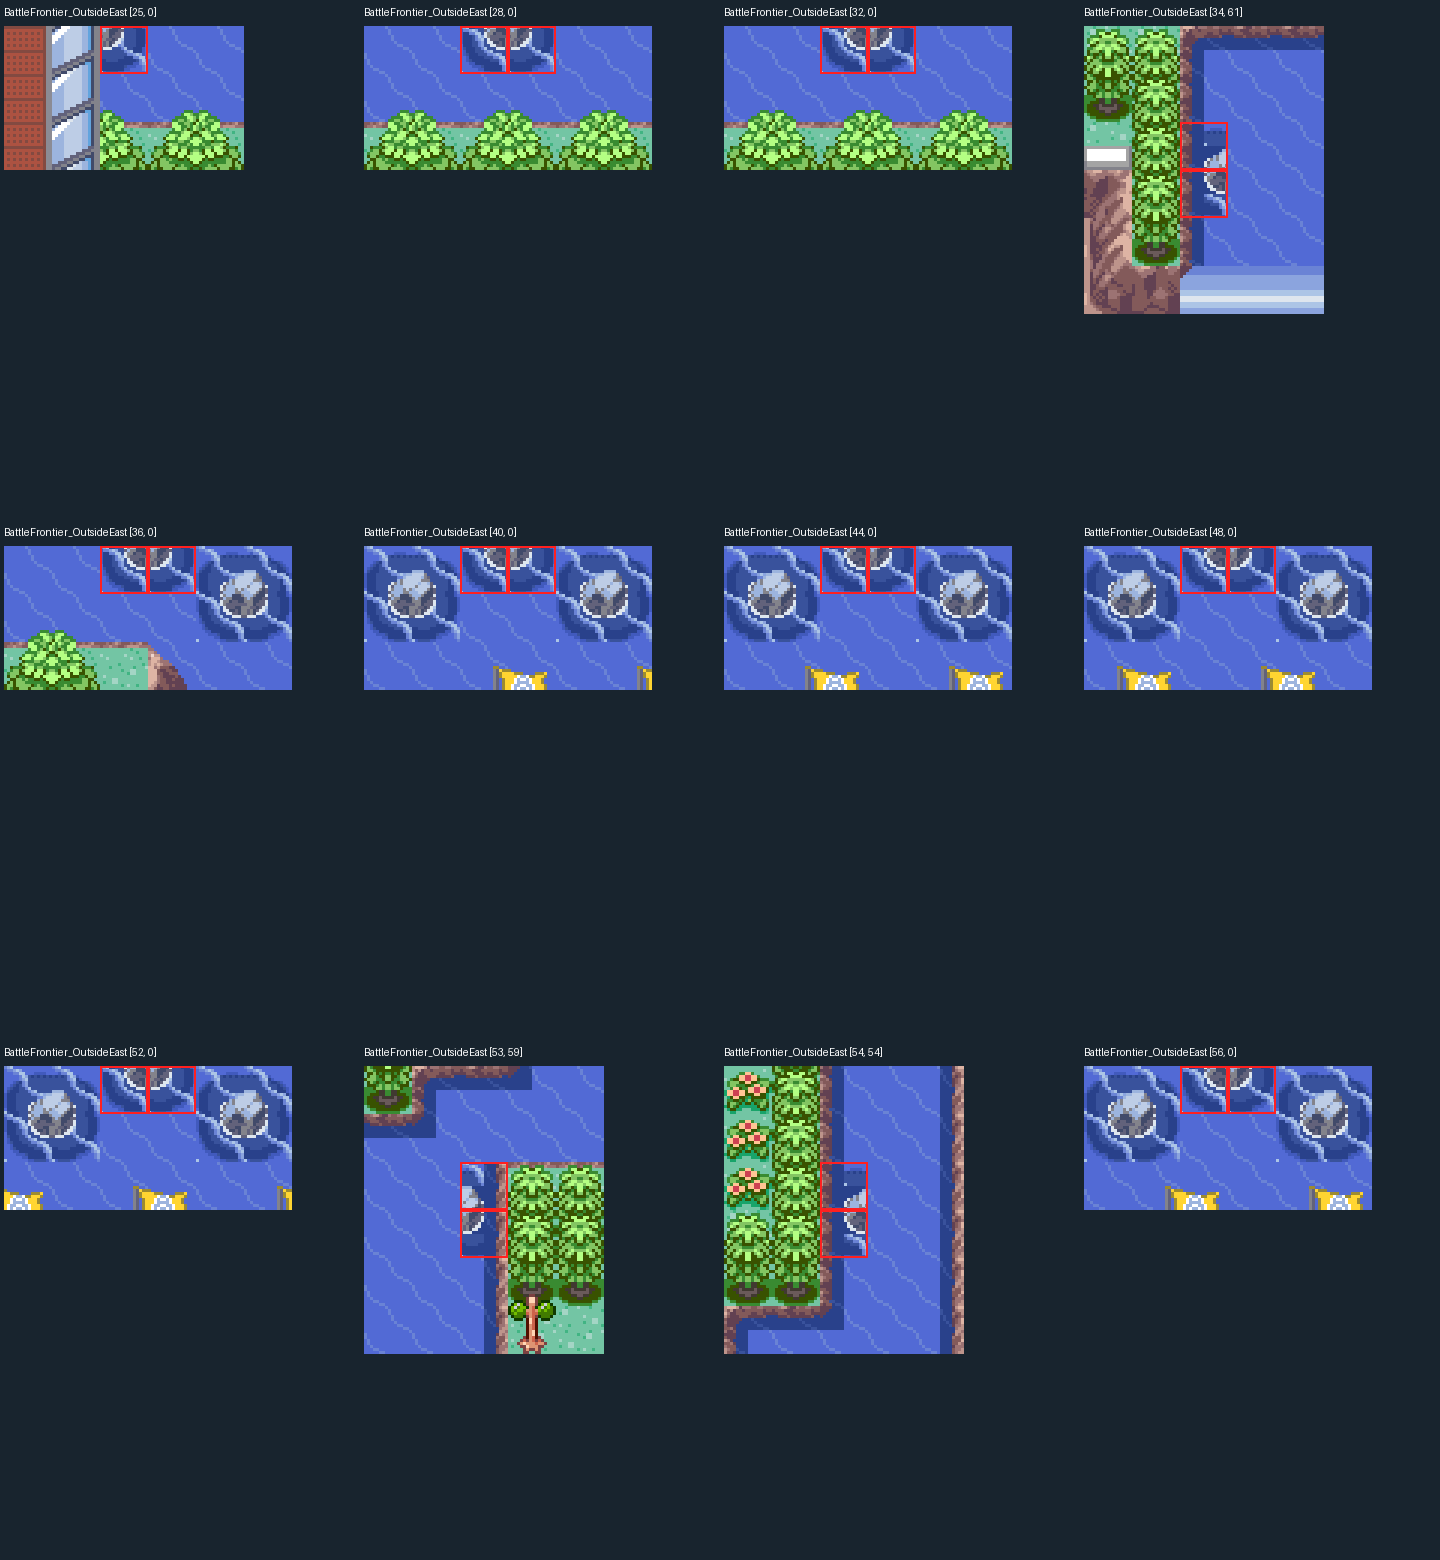 BattleFrontier_OutsideEast [25, 0]
BattleFrontier_OutsideEast [28, 0]
BattleFrontier_OutsideEast [32, 0]
BattleFrontier_OutsideEast [34, 61]
BattleFrontier_OutsideEast [36, 0]
BattleFrontier_OutsideEast [40, 0]
BattleFrontier_OutsideEast [44, 0]
BattleFrontier_OutsideEast [48, 0]
BattleFrontier_OutsideEast [52, 0]
BattleFrontier_OutsideEast [53, 59]
BattleFrontier_OutsideEast [54, 54]
BattleFrontier_OutsideEast [56, 0]